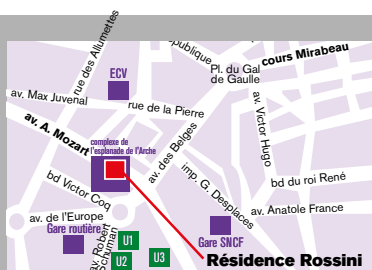 rue des Allumettes
épublique
Pl. du Gal
de Gaulle
cours Mirabeau
ECV
av. Max Juvenal
rue de la Pierre
av. Victor Hugo
av. A. Mozart
complexe de
l'esplanade de l'Arche
av. des Belges
imp. G. Desplaces
bd du roi René
bd Victor Coq
av. de l'Europe
av. Anatole France
Gare routière
av. Robert
Schuman
U1
U2
U3
Gare SNCF
Résidence Rossini